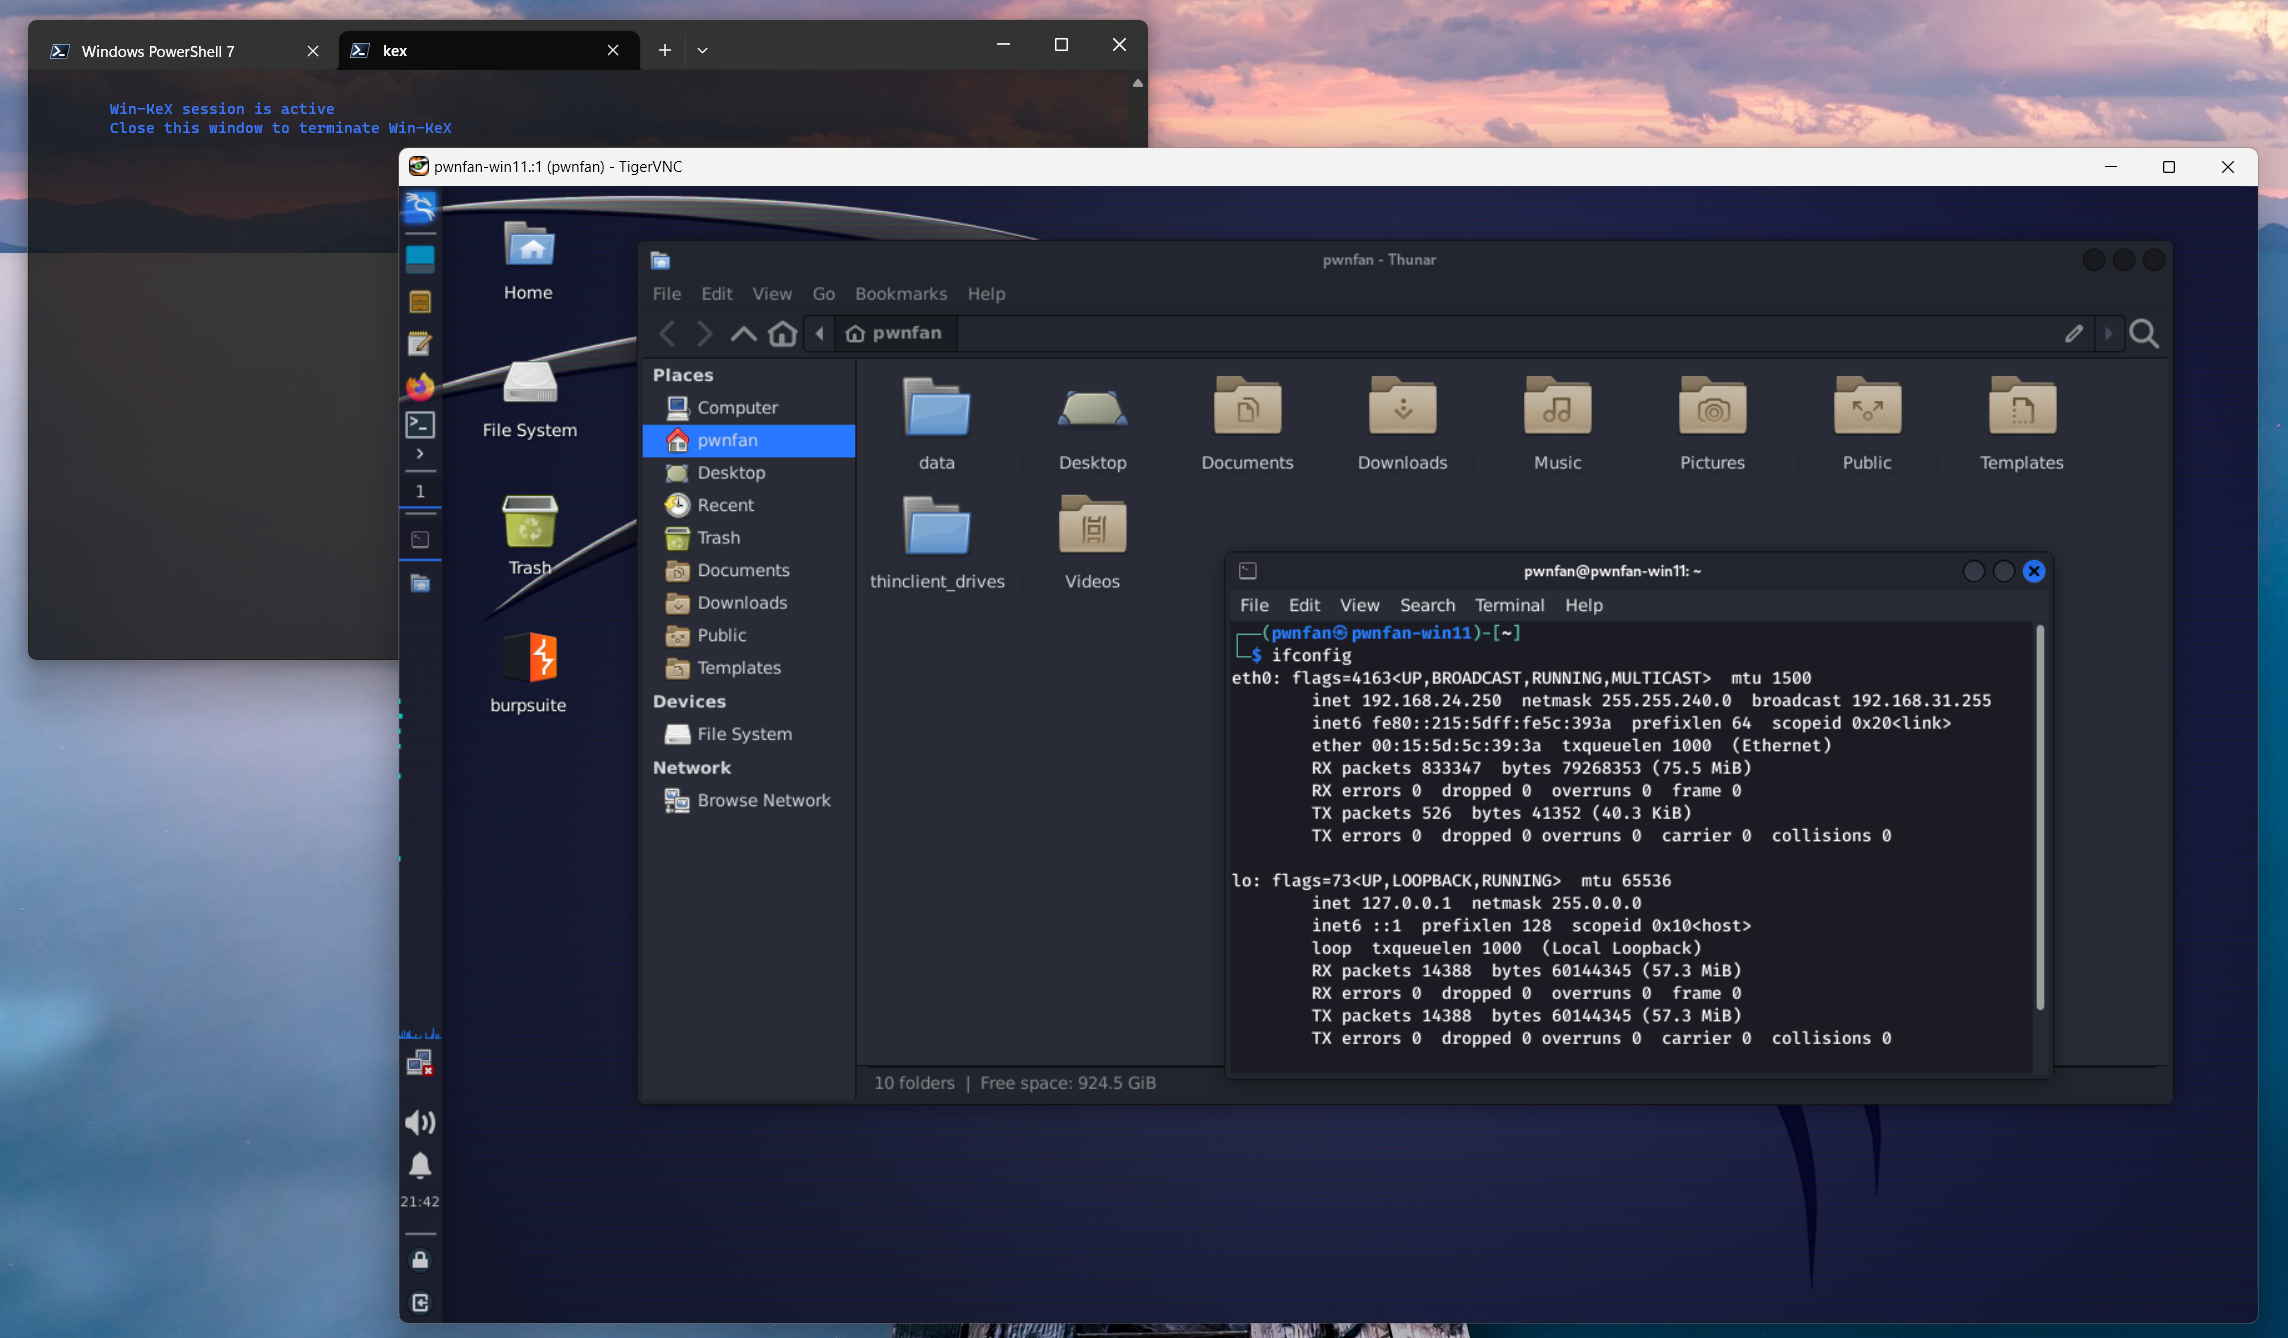 Windows PowerShell 7
kex
Win-KeX session is active
Close this window to terminate Win-KeX
pwnfan-win11.:1 (pwnfan) - TigerVNC
Home
File System
Trash
burpsuite
1
21:42
pwnfan - Thunar
File Edit View Go Bookmarks Help
pwnfan
Places
Computer
pwnfan
Desktop
Recent
Trash
Documents
Downloads
Public
Templates
Devices
File System
Network
Browse Network
data Desktop Documents Downloads Music Pictures Public Templates
thinclient_drives Videos
10 folders | Free space: 924.5 GiB
pwnfan@pwnfan-win11: ~
File Edit View Search Terminal Help
┌──(pwnfan㉿pwnfan-win11)-[~]
└─$ ifconfig
eth0: flags=4163<UP,BROADCAST,RUNNING,MULTICAST> mtu 1500
inet 192.168.24.250 netmask 255.255.240.0 broadcast 192.168.31.255
inet6 fe80::215:5dff:fe5c:393a prefixlen 64 scopeid 0x20<link>
ether 00:15:5d:5c:39:3a txqueuelen 1000 (Ethernet)
RX packets 833347 bytes 79268353 (75.5 MiB)
RX errors 0 dropped 0 overruns 0 frame 0
TX packets 526 bytes 41352 (40.3 KiB)
TX errors 0 dropped 0 overruns 0 carrier 0 collisions 0
lo: flags=73<UP,LOOPBACK,RUNNING> mtu 65536
inet 127.0.0.1 netmask 255.0.0.0
inet6 ::1 prefixlen 128 scopeid 0x10<host>
loop txqueuelen 1000 (Local Loopback)
RX packets 14388 bytes 60144345 (57.3 MiB)
RX errors 0 dropped 0 overruns 0 frame 0
TX packets 14388 bytes 60144345 (57.3 MiB)
TX errors 0 dropped 0 overruns 0 carrier 0 collisions 0